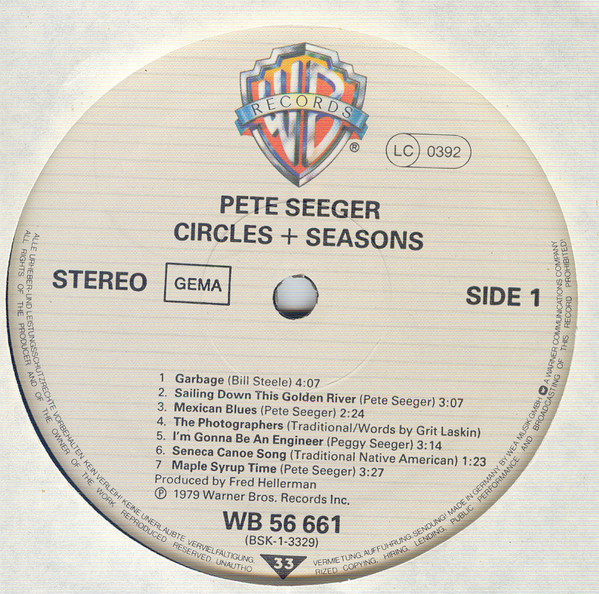 WB
RECORDS
®
LC 0392
PETE SEEGER
CIRCLES + SEASONS
STEREO
GEMA
SIDE 1
1 Garbage (Bill Steele) 4:07
2. Sailing Down This Golden River (Pete Seeger) 3:07
3. Mexican Blues (Pete Seeger) 2:24
4. The Photographers (Traditional/Words by Grit Laskin)
5. I'm Gonna Be An Engineer (Peggy Seeger) 3:14
6. Seneca Canoe Song (Traditional Native American) 1:23
7 Maple Syrup Time (Pete Seeger) 3:27
Produced by Fred Hellerman
℗ 1979 Warner Bros. Records Inc.
WB 56 661
(BSK-1-3329)
33
ALLE URHEBER UND LEISTUNGSSCHUTZRECHTE VORBEHALTEN. KEIN VERLEIH! KEINE UNERLAUBTE VERVIELFÄLTIGUNG, VERMIETUNG, AUFFÜHRUNG, SENDUNG! MADE IN GERMANY BY WEA MUSIK GMBH. A WARNER COMMUNICATIONS COMPANY
ALL RIGHTS OF THE PRODUCER AND OF THE OWNER OF THE WORK REPRODUCED RESERVED. UNAUTHORIZED COPYING, HIRING, LENDING, PUBLIC PERFORMANCE AND BROADCASTING OF THIS RECORD PROHIBITED!